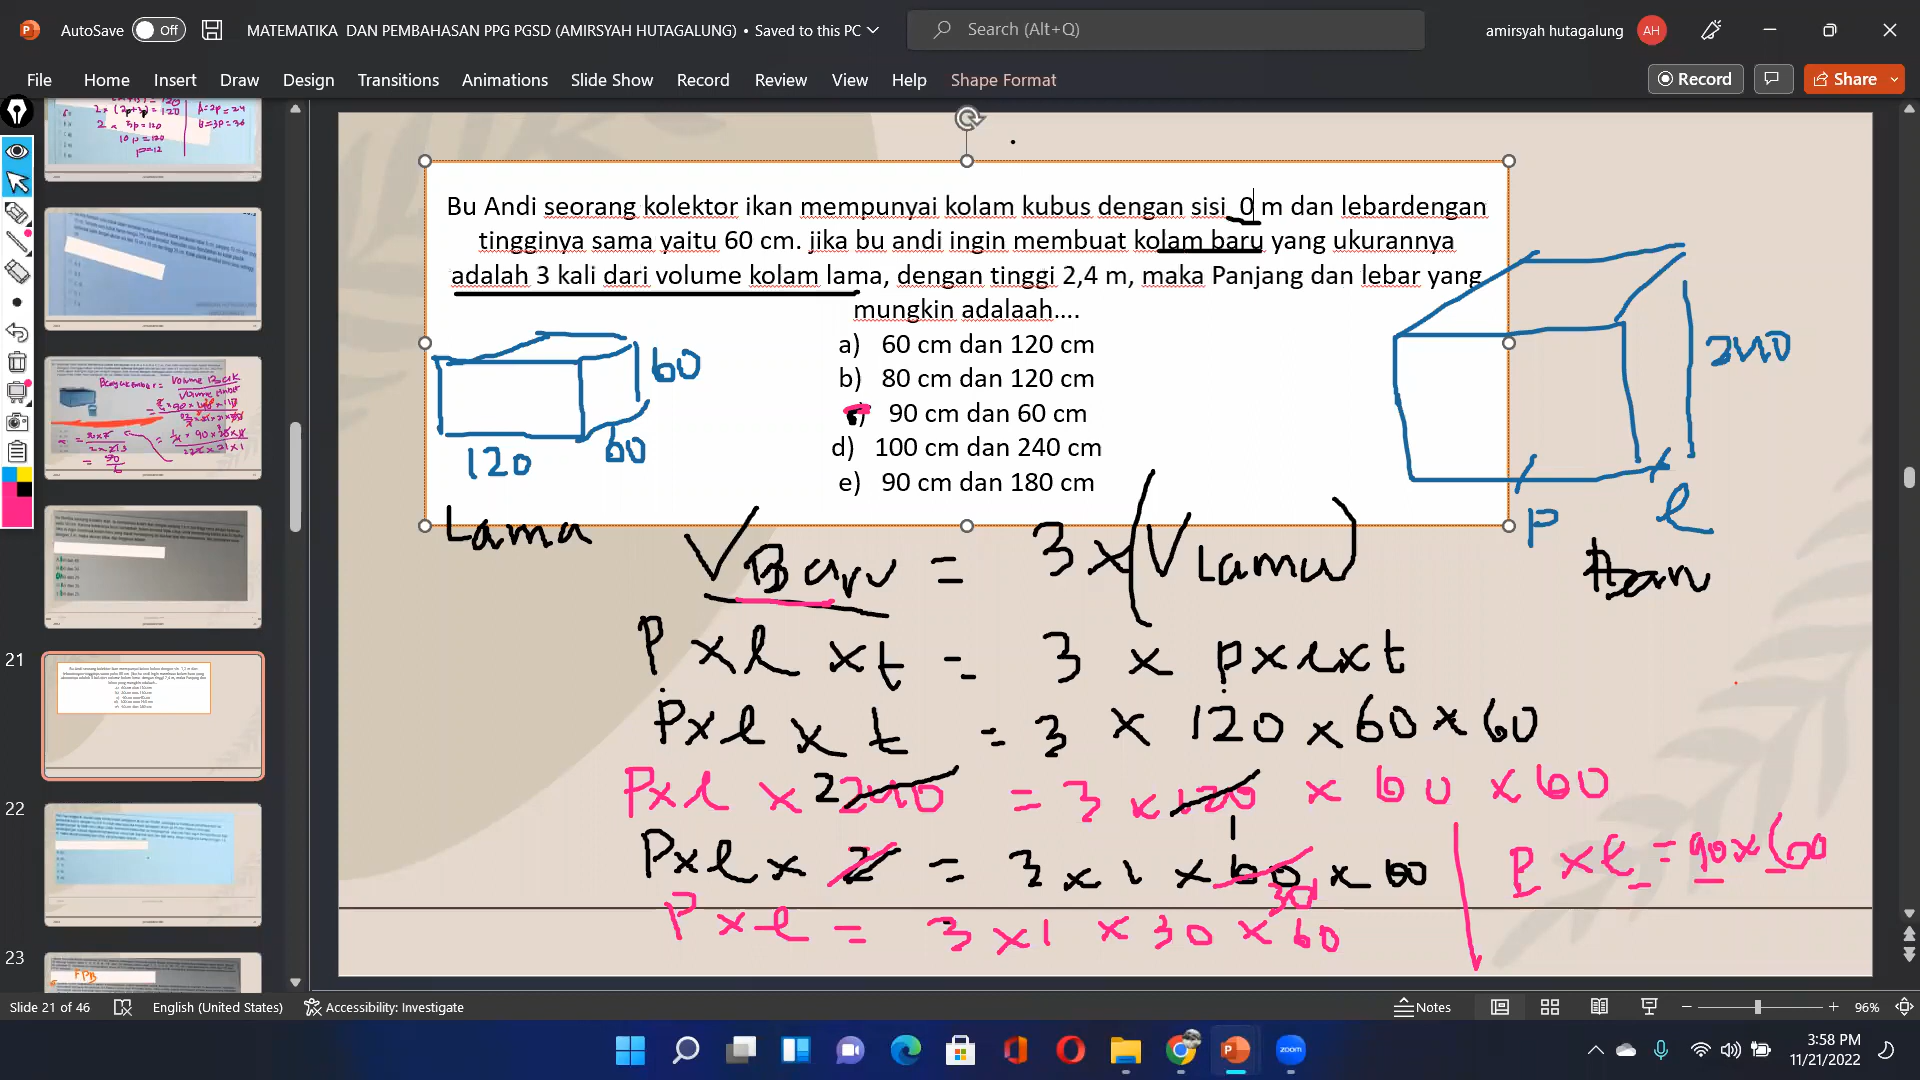 AutoSave Off MATEMATIKA DAN PEMBAHASAN PPG PGSD (AMIRSYAH HUTAGALUNG) • Saved to this PC Search (Alt+Q) amirsyah hutagalung AH
File Home Insert Draw Design Transitions Animations Slide Show Record Review View Help Shape Format Record Share
Bu Andi seorang kolektor ikan mempunyai kolam kubus dengan sisi 0 m dan lebardengan
tingginya sama yaitu 60 cm. jika bu andi ingin membuat kolam baru yang ukurannya
adalah 3 kali dari volume kolam lama, dengan tinggi 2,4 m, maka Panjang dan lebar yang
mungkin adalaah....
a) 60 cm dan 120 cm
b) 80 cm dan 120 cm
90 cm dan 60 cm
d) 100 cm dan 240 cm
e) 90 cm dan 180 cm
60
120 60
Lama
240
P l
V Baru = 3 x (V Lama)
P x l x t = 3 x p x l x t
P x l x t = 3 x 120 x 60 x 60
P x l x 2 240 = 3 x 120 x 60 x 60
1
P x l x 2 = 3 x 1 x 60 x 60
30
P x l = 3 x 1 x 30 x 60
P x l = 90 x 60
21
22
23
FPB
Slide 21 of 46 English (United States) Accessibility: Investigate Notes 96%
zoom
3:58 PM
11/21/2022